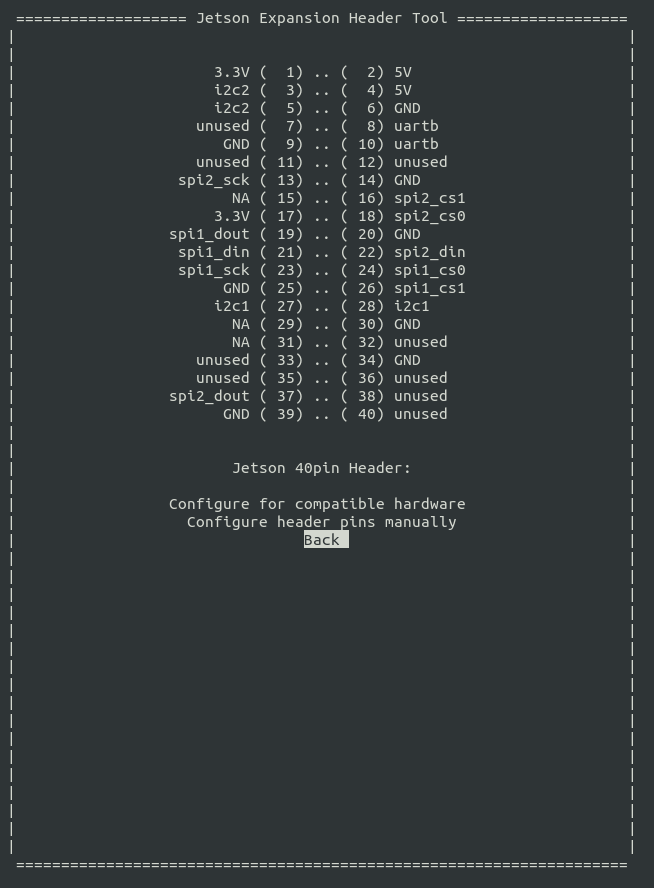 =================== Jetson Expansion Header Tool ===================
3.3V (  1) .. (  2) 5V
i2c2 (  3) .. (  4) 5V
i2c2 (  5) .. (  6) GND
unused (  7) .. (  8) uartb
GND (  9) .. ( 10) uartb
unused ( 11) .. ( 12) unused
spi2_sck ( 13) .. ( 14) GND
NA ( 15) .. ( 16) spi2_cs1
3.3V ( 17) .. ( 18) spi2_cs0
spi1_dout ( 19) .. ( 20) GND
spi1_din ( 21) .. ( 22) spi2_din
spi1_sck ( 23) .. ( 24) spi1_cs0
GND ( 25) .. ( 26) spi1_cs1
i2c1 ( 27) .. ( 28) i2c1
NA ( 29) .. ( 30) GND
NA ( 31) .. ( 32) unused
unused ( 33) .. ( 34) GND
unused ( 35) .. ( 36) unused
spi2_dout ( 37) .. ( 38) unused
GND ( 39) .. ( 40) unused
Jetson 40pin Header:
Configure for compatible hardware
Configure header pins manually
Back
====================================================================